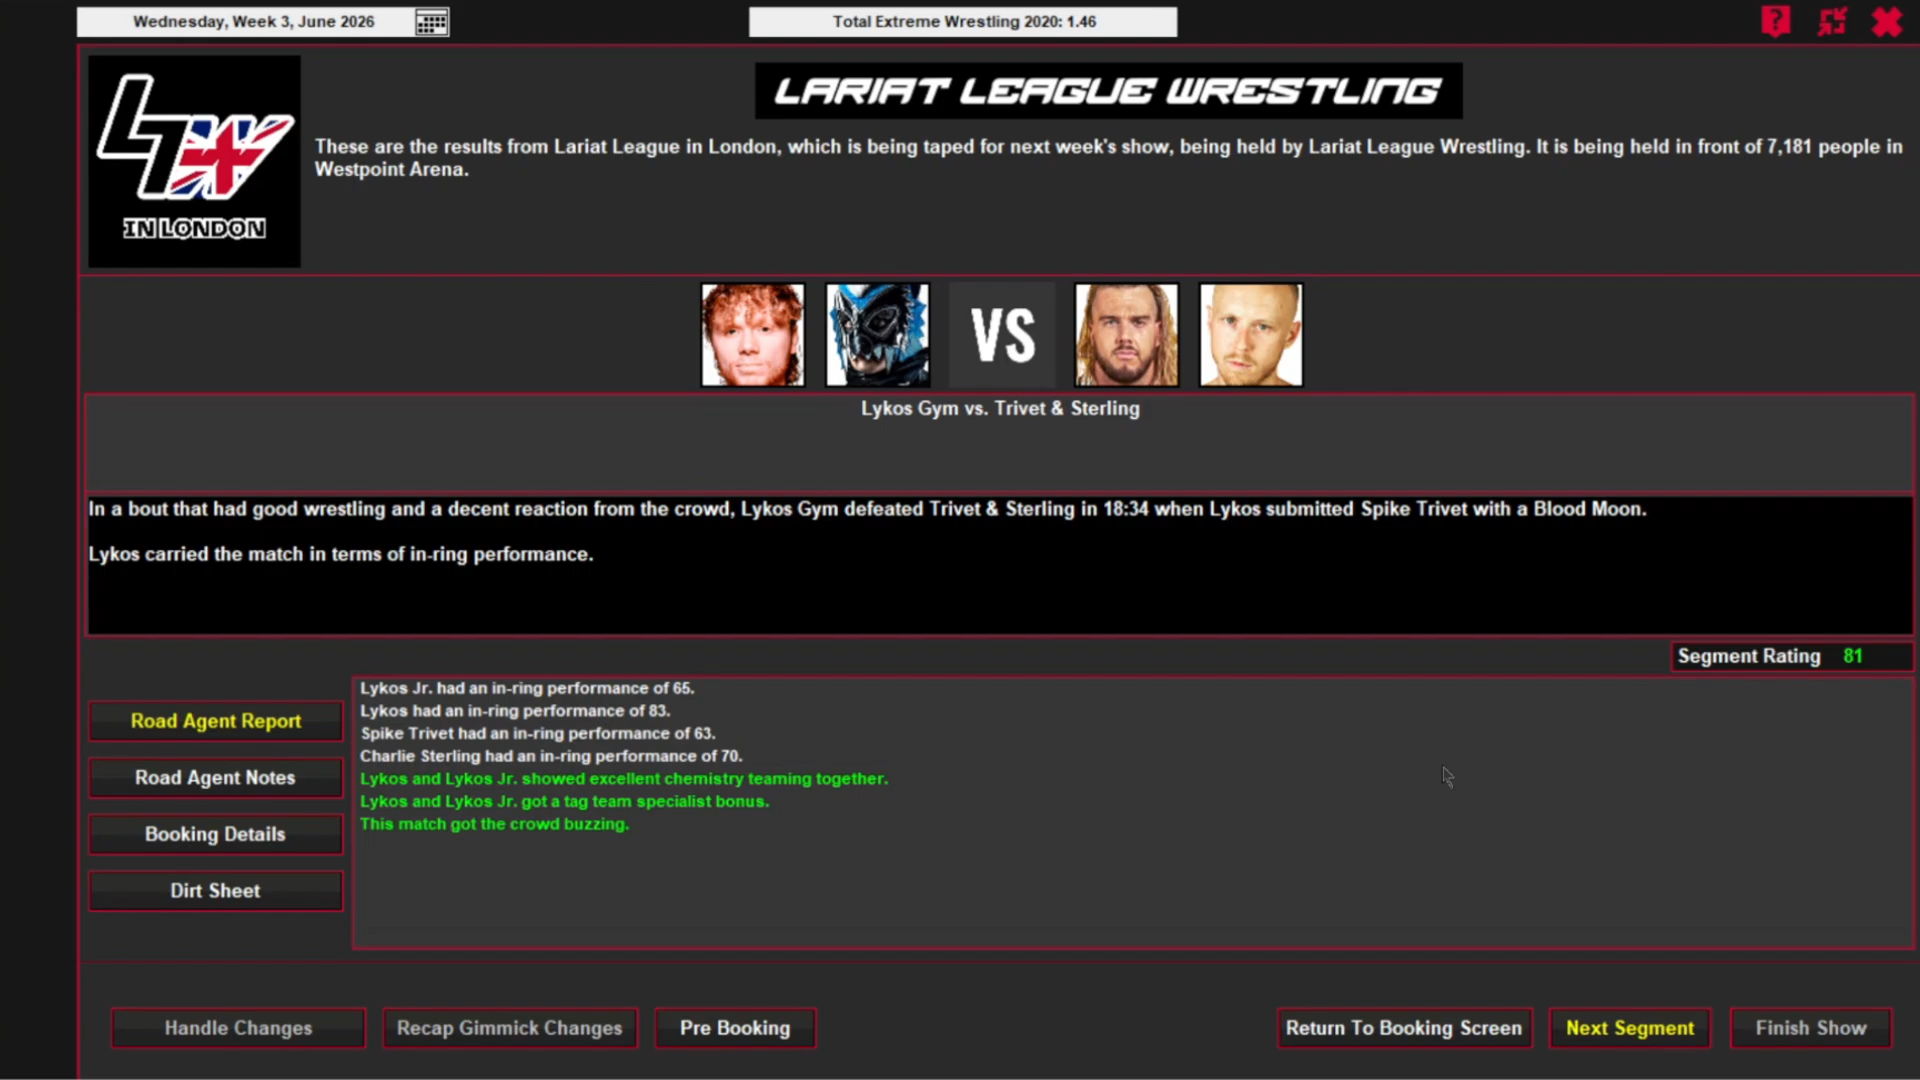 Wednesday, Week 3, June 2026
Total Extreme Wrestling 2020: 1.46
?
LTW
IN LONDON
LARIAT LEAGUE WRESTLING
These are the results from Lariat League in London, which is being taped for next week's show, being held by Lariat League Wrestling. It is being held in front of 7,181 people in
Westpoint Arena.
VS
Lykos Gym vs. Trivet & Sterling
In a bout that had good wrestling and a decent reaction from the crowd, Lykos Gym defeated Trivet & Sterling in 18:34 when Lykos submitted Spike Trivet with a Blood Moon.
Lykos carried the match in terms of in-ring performance.
Segment Rating 81
Road Agent Report
Road Agent Notes
Booking Details
Dirt Sheet
Lykos Jr. had an in-ring performance of 65.
Lykos had an in-ring performance of 83.
Spike Trivet had an in-ring performance of 63.
Charlie Sterling had an in-ring performance of 70.
Lykos and Lykos Jr. showed excellent chemistry teaming together.
Lykos and Lykos Jr. got a tag team specialist bonus.
This match got the crowd buzzing.
Handle Changes
Recap Gimmick Changes
Pre Booking
Return To Booking Screen
Next Segment
Finish Show